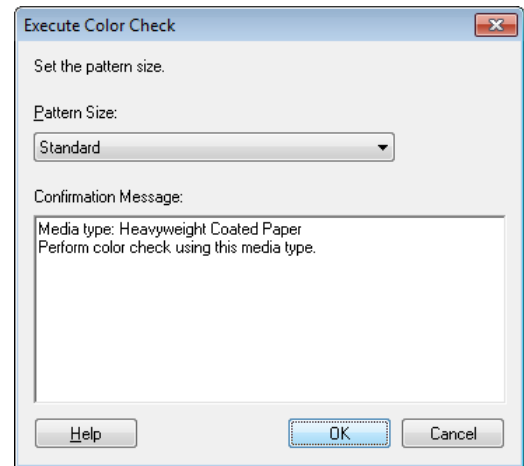 Execute Color Check
Set the pattern size.
Pattern Size:
Standard
Confirmation Message:
Media type: Heavyweight Coated Paper
Perform color check using this media type.
Help
OK
Cancel